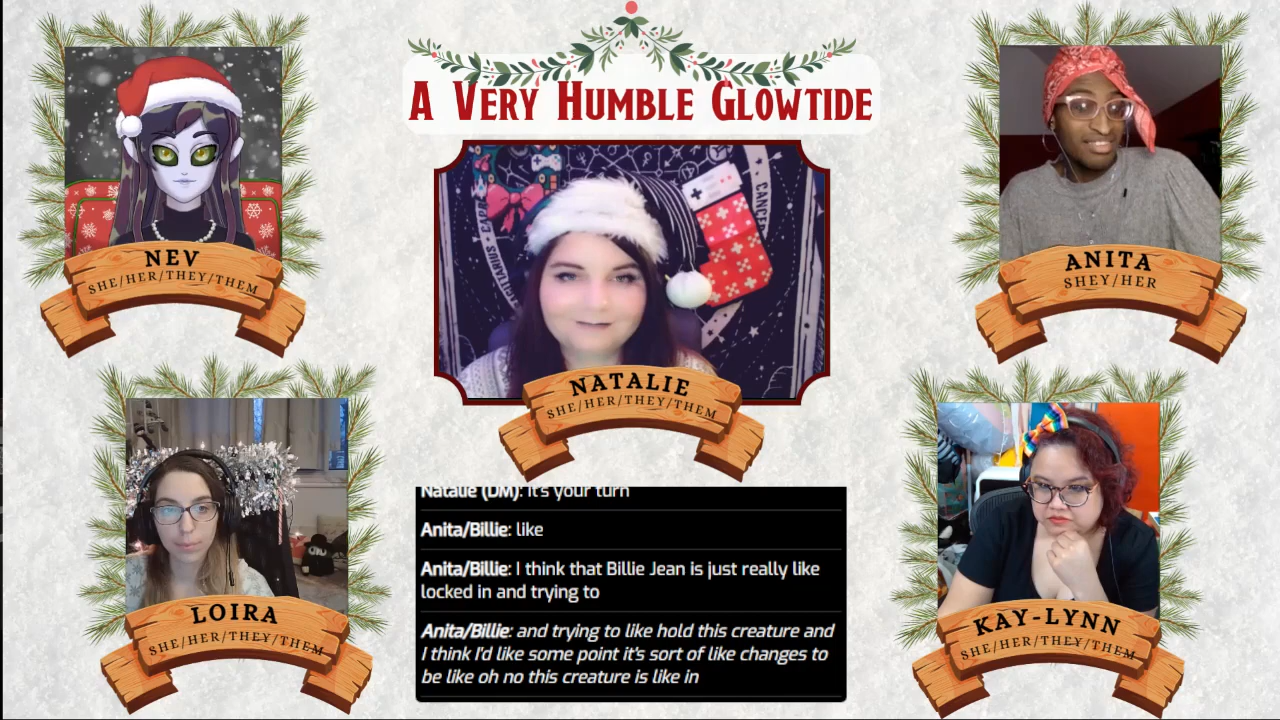 A VERY HUMBLE GLOWTIDE
NEV
SHE/HER/THEY/THEM
ANITA
SHEY/HER
CANCE
NATALIE
SHE/HER/THEY/THEM
LOIRA
SHE/HER/THEY/THEM
KAY-LYNN
SHE/HER/THEY/THEM
Natalie (DM): it's your turn
Anita/Billie: like
Anita/Billie: I think that Billie Jean is just really like
locked in and trying to
Anita/Billie: and trying to like hold this creature and
I think I'd like some point it's sort of like changes to
be like oh no this creature is like in